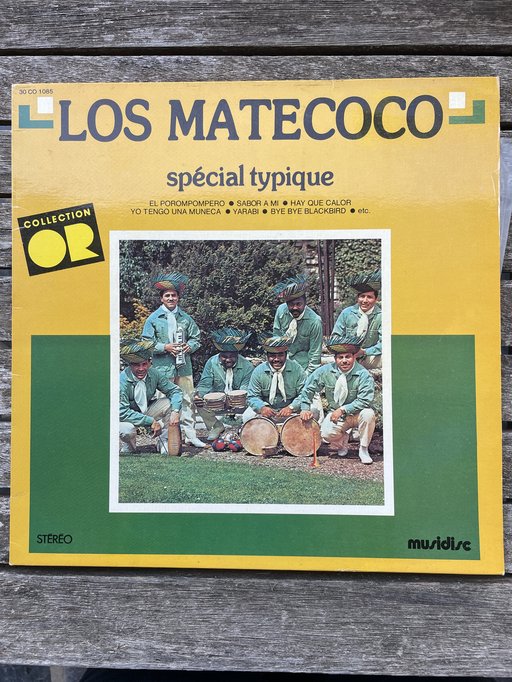 30 CO 1085
LOS MATECOCO
spécial typique
EL POROMPOMPERO ● SABOR A MI ● HAY QUE CALOR
YO TENGO UNA MUNECA ● YARABI ● BYE BYE BLACKBIRD ● etc.
COLLECTION
OR
STÉRÉO
musidisc